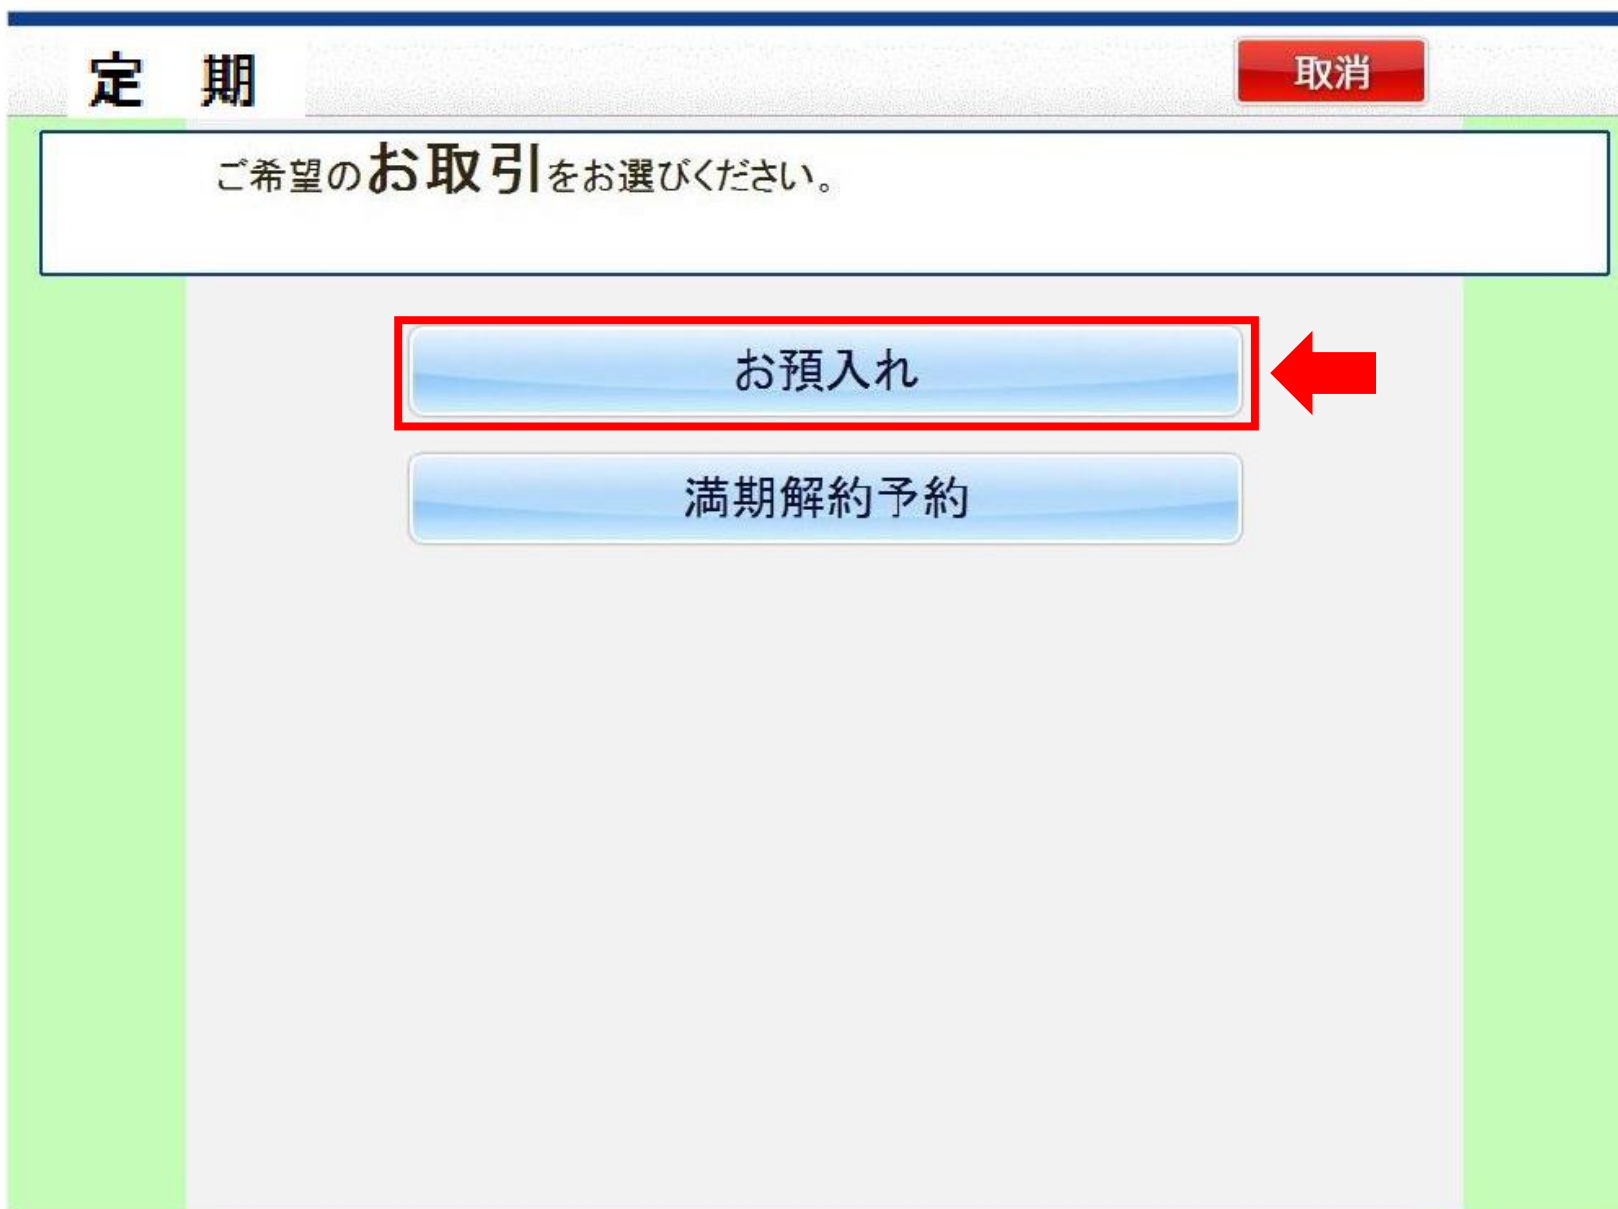 定 期
取消
ご希望のお取引をお選びください。
お預入れ
満期解約予約